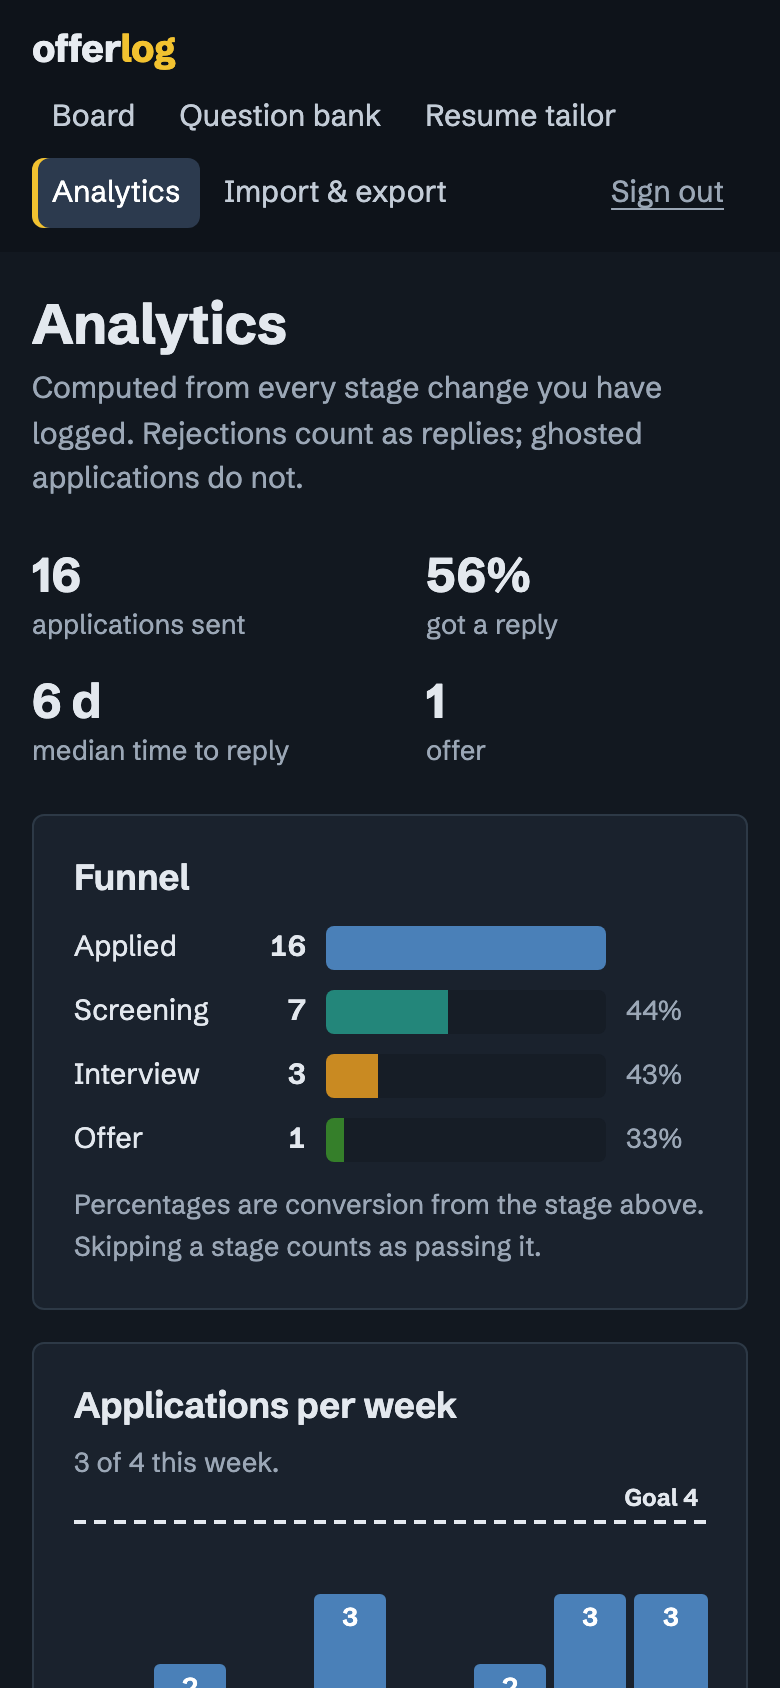 offerlog
Board Question bank Resume tailor
Analytics Import & export Sign out
Analytics
Computed from every stage change you have
logged. Rejections count as replies; ghosted
applications do not.
16 56%
applications sent got a reply
6 d 1
median time to reply offer
Funnel
Applied 16
Screening 7 44%
Interview 3 43%
Offer 1 33%
Percentages are conversion from the stage above.
Skipping a stage counts as passing it.
Applications per week
3 of 4 this week.
Goal 4
3 3 3
2 2